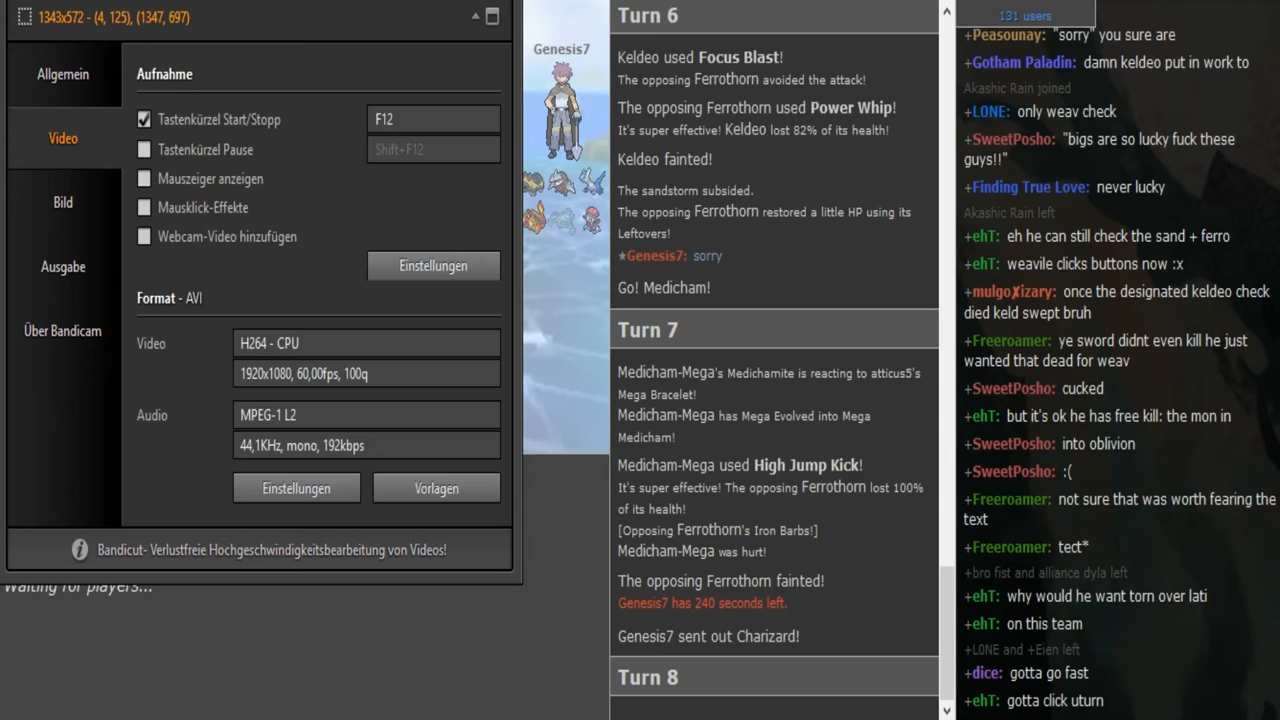 1343x572 - (4, 125), (1347, 697)
Allgemein
Video
Bild
Ausgabe
Über Bandicam
Aufnahme
Tastenkürzel Start/Stopp
F12
Tastenkürzel Pause
Shift+F12
Mauszeiger anzeigen
Mausklick-Effekte
Webcam-Video hinzufügen
Einstellungen
Format - AVI
Video
H264 - CPU
1920x1080, 60,00fps, 100q
Audio
MPEG-1 L2
44,1KHz, mono, 192kbps
Einstellungen
Vorlagen
Bandicut- Verlustfreie Hochgeschwindigkeitsbearbeitung von Videos!
Waiting for players...
Genesis7
Turn 6
Keldeo used Focus Blast!
The opposing Ferrothorn avoided the attack!
The opposing Ferrothorn used Power Whip!
It's super effective! Keldeo lost 82% of its health!
Keldeo fainted!
The sandstorm subsided.
The opposing Ferrothorn restored a little HP using its
Leftovers!
★Genesis7: sorry
Go! Medicham!
Turn 7
Medicham-Mega's Medichamite is reacting to atticus5's
Mega Bracelet!
Medicham-Mega has Mega Evolved into Mega
Medicham!
Medicham-Mega used High Jump Kick!
It's super effective! The opposing Ferrothorn lost 100%
of its health!
[Opposing Ferrothorn's Iron Barbs!]
Medicham-Mega was hurt!
The opposing Ferrothorn fainted!
Genesis7 has 240 seconds left.
Genesis7 sent out Charizard!
Turn 8
131 users
+Peasounay: "sorry" you sure are
+Gotham Paladin: damn keldeo put in work to
Akashic Rain joined
+LONE: only weav check
+SweetPosho: "bigs are so lucky fuck these
guys!!"
+Finding True Love: never lucky
Akashic Rain left
+ehT: eh he can still check the sand + ferro
+ehT: weavile clicks buttons now :x
+mulgo✗izary: once the designated keldeo check
died keld swept bruh
+Freeroamer: ye sword didnt even kill he just
wanted that dead for weav
+SweetPosho: cucked
+ehT: but it's ok he has free kill: the mon in
+SweetPosho: into oblivion
+SweetPosho: :(
+Freeroamer: not sure that was worth fearing the
text
+Freeroamer: tect*
+bro fist and alliance dyla left
+ehT: why would he want torn over lati
+ehT: on this team
+LONE and +Eien left
+dice: gotta go fast
+ehT: gotta click uturn